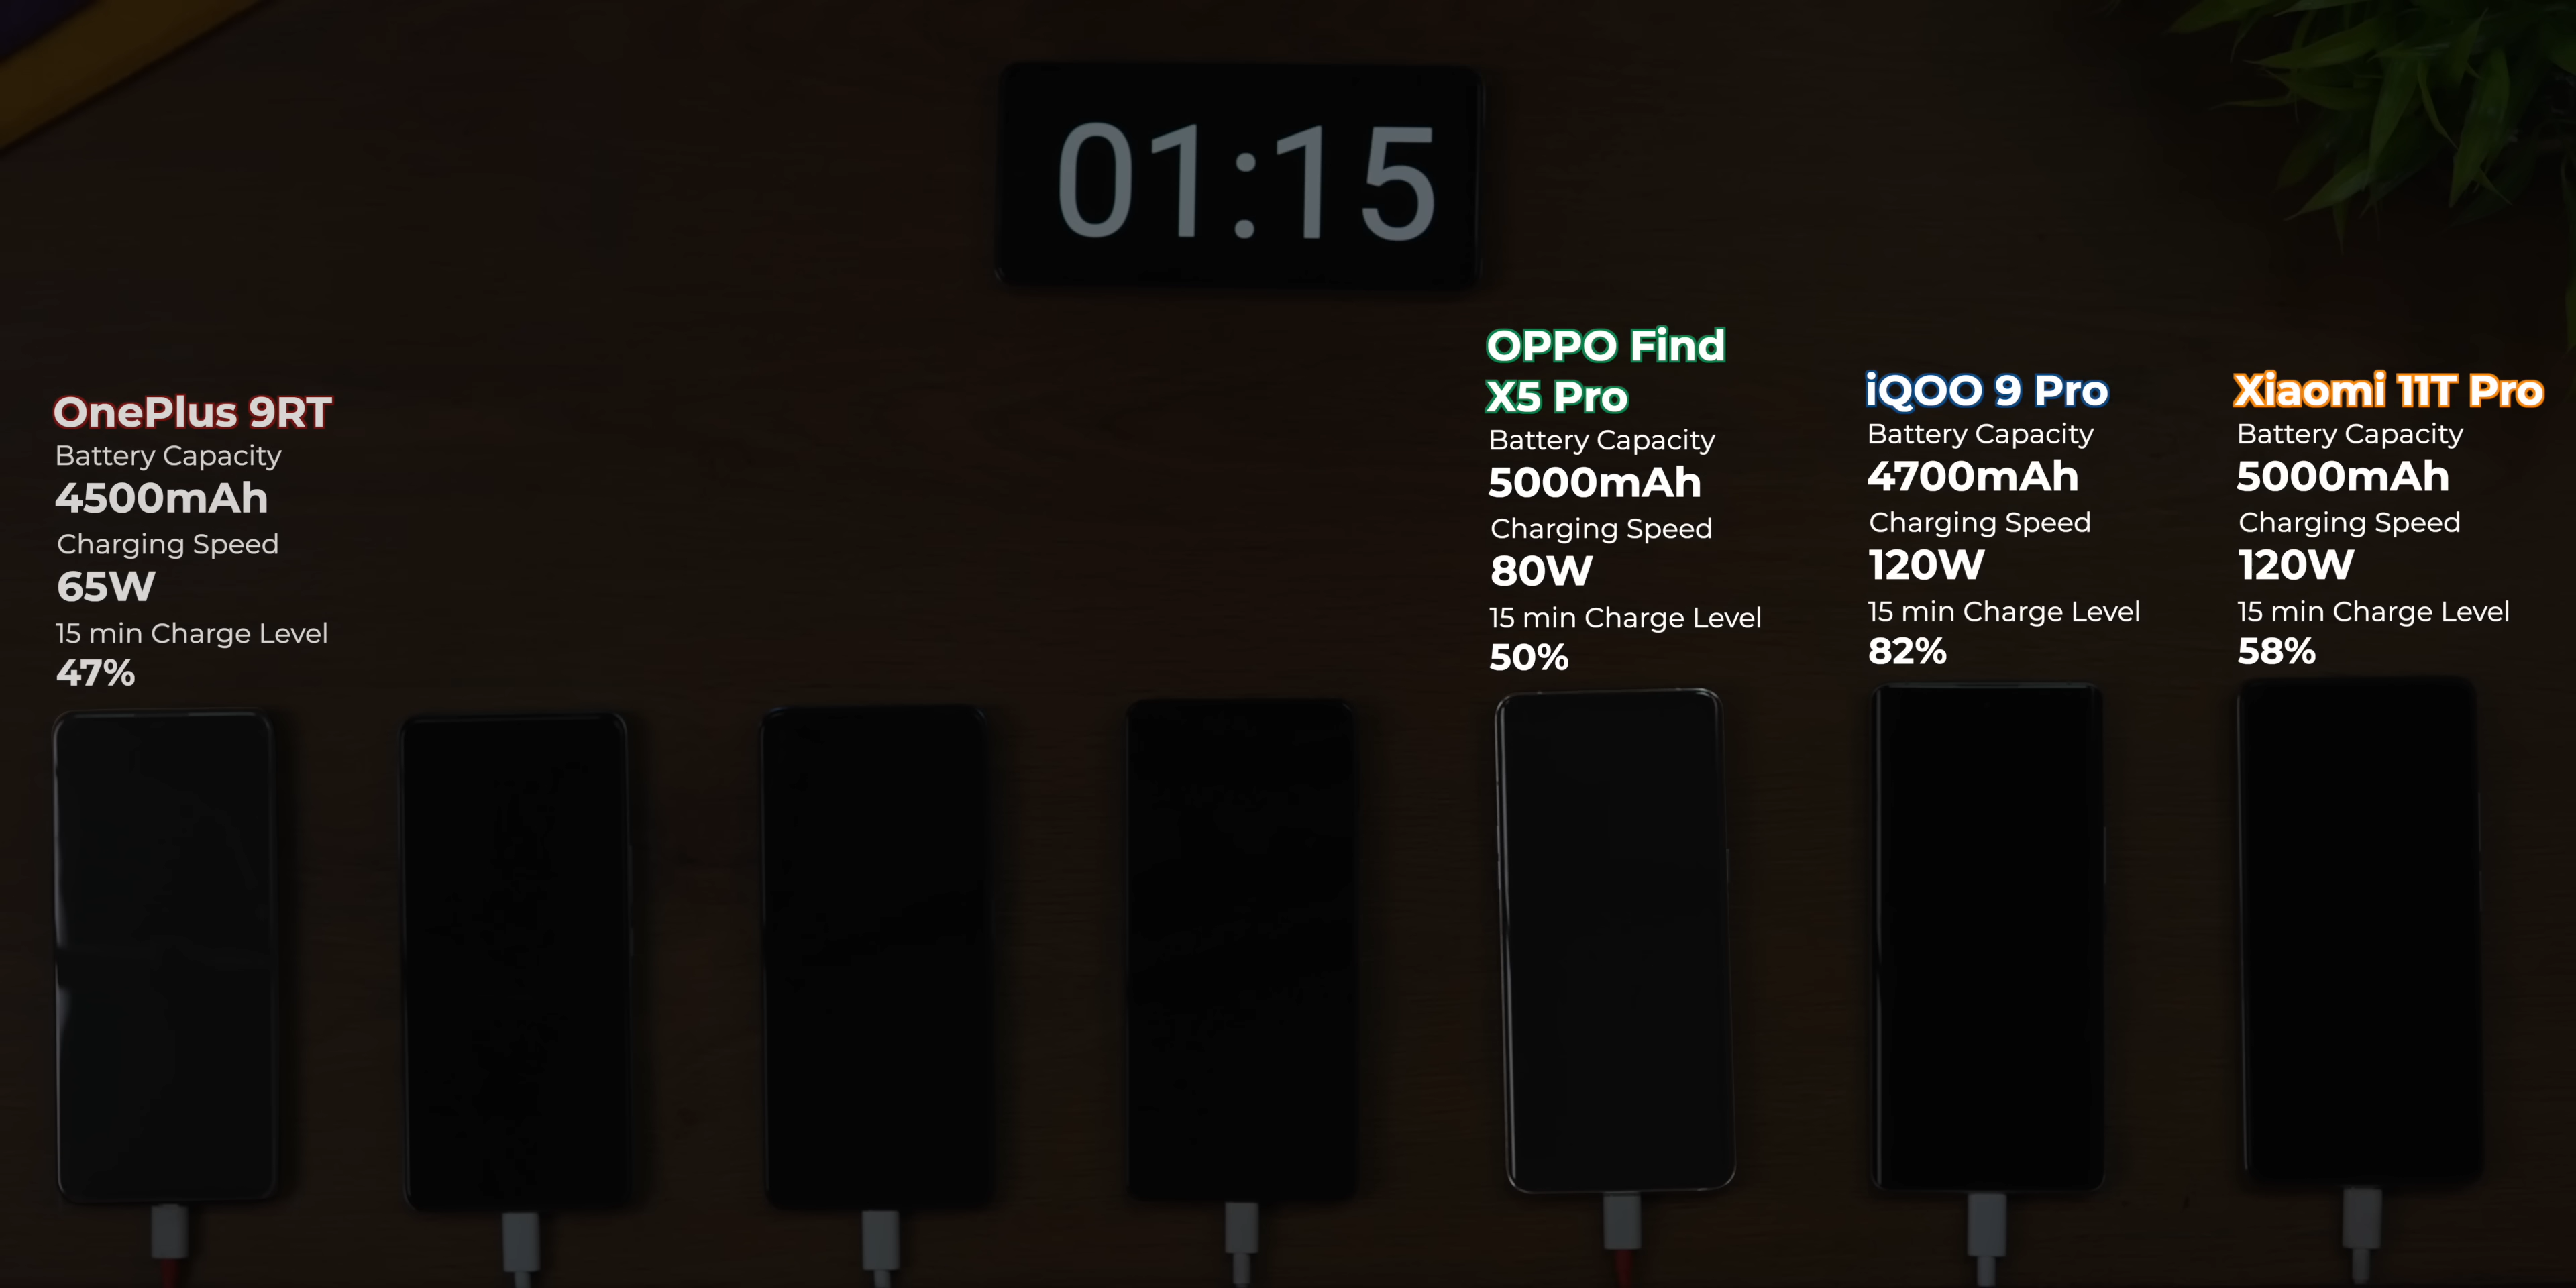 01:15
OnePlus 9RT
Battery Capacity
4500mAh
Charging Speed
65W
15 min Charge Level
47%
OPPO Find
X5 Pro
Battery Capacity
5000mAh
Charging Speed
80W
15 min Charge Level
50%
iQOO 9 Pro
Battery Capacity
4700mAh
Charging Speed
120W
15 min Charge Level
82%
Xiaomi 11T Pro
Battery Capacity
5000mAh
Charging Speed
120W
15 min Charge Level
58%